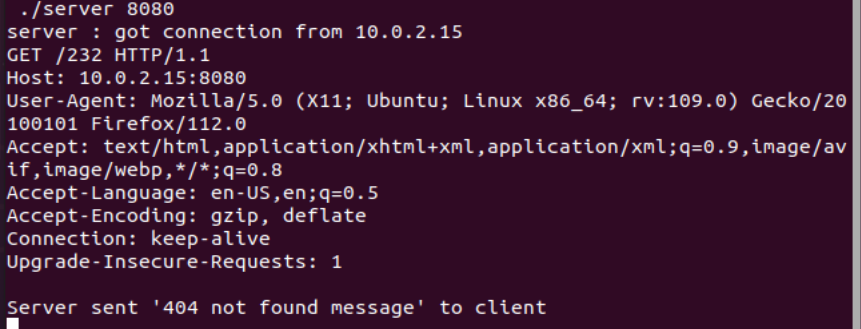 ./server 8080
server : got connection from 10.0.2.15
GET /232 HTTP/1.1
Host: 10.0.2.15:8080
User-Agent: Mozilla/5.0 (X11; Ubuntu; Linux x86_64; rv:109.0) Gecko/20
100101 Firefox/112.0
Accept: text/html,application/xhtml+xml,application/xml;q=0.9,image/av
if,image/webp,*/*;q=0.8
Accept-Language: en-US,en;q=0.5
Accept-Encoding: gzip, deflate
Connection: keep-alive
Upgrade-Insecure-Requests: 1
Server sent '404 not found message' to client